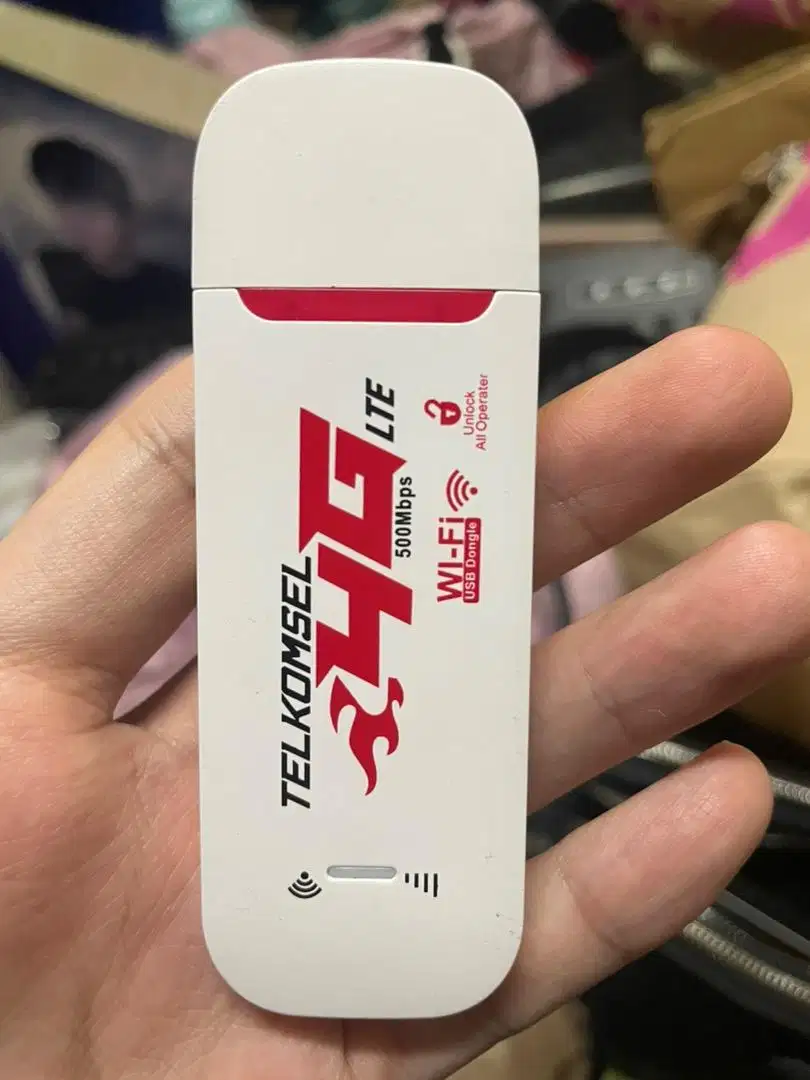 TELKOMSEL
4G LTE
500Mbps
WI-Fi
USB Dongle
Unlock
All Operater